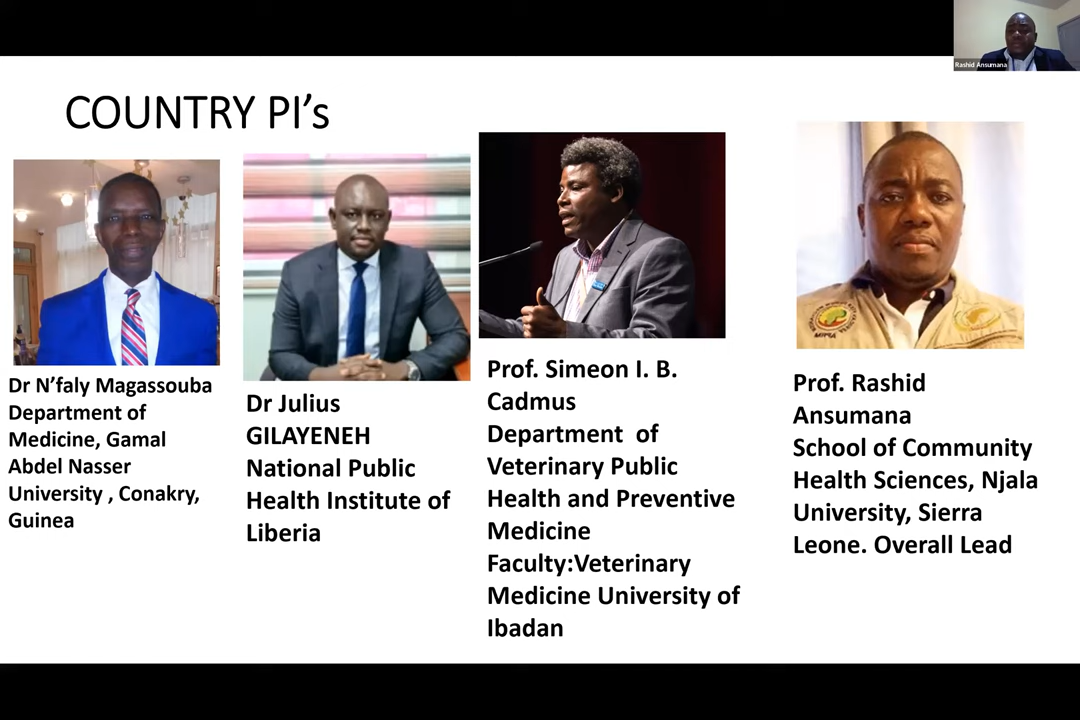 Rashid Ansumana
COUNTRY PI’s
Dr N’faly Magassouba
Department of
Medicine, Gamal
Abdel Nasser
University , Conakry,
Guinea
Dr Julius
GILAYENEH
National Public
Health Institute of
Liberia
Prof. Simeon I. B.
Cadmus
Department of
Veterinary Public
Health and Preventive
Medicine
Faculty:Veterinary
Medicine University of
Ibadan
Prof. Rashid
Ansumana
School of Community
Health Sciences, Njala
University, Sierra
Leone. Overall Lead